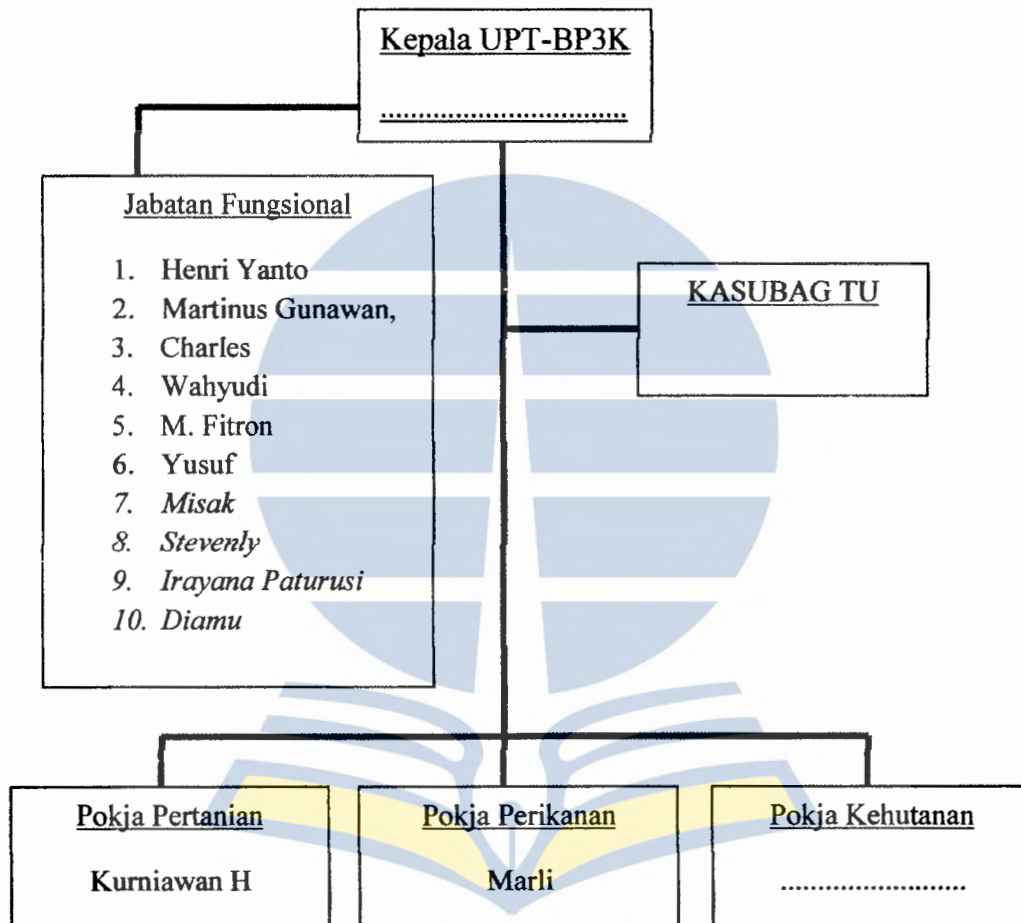 Kepala UPT-BP3K
................................
Jabatan Fungsional
1. Henri Yanto
2. Martinus Gunawan,
3. Charles
4. Wahyudi
5. M. Fitron
6. Yusuf
7. Misak
8. Stevenly
9. Irayana Paturusi
10. Diamu
KASUBAG TU
Pokja Pertanian
Kurniawan H
Pokja Perikanan
Marli
Pokja Kehutanan
........................